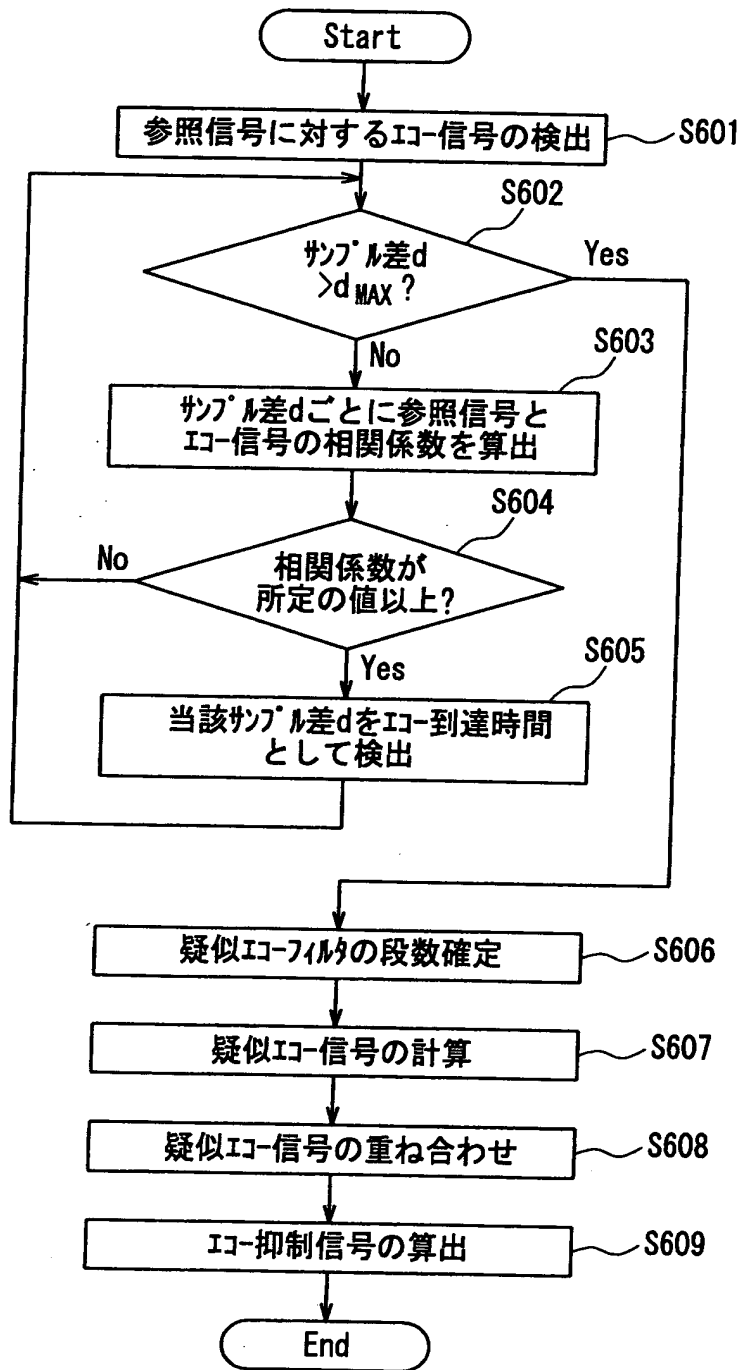 Start
参照信号に対するｴｺｰ信号の検出
S601
S602
ｻﾝﾌﾟﾙ差d
>dMAX ?
Yes
No
S603
ｻﾝﾌﾟﾙ差dごとに参照信号と
ｴｺｰ信号の相関係数を算出
S604
No
相関係数が
所定の値以上?
Yes
S605
当該ｻﾝﾌﾟﾙ差dをｴｺｰ到達時間
として検出
疑似ｴｺｰﾌｨﾙﾀの段数確定
S606
疑似ｴｺｰ信号の計算
S607
疑似ｴｺｰ信号の重ね合わせ
S608
ｴｺｰ抑制信号の算出
S609
End